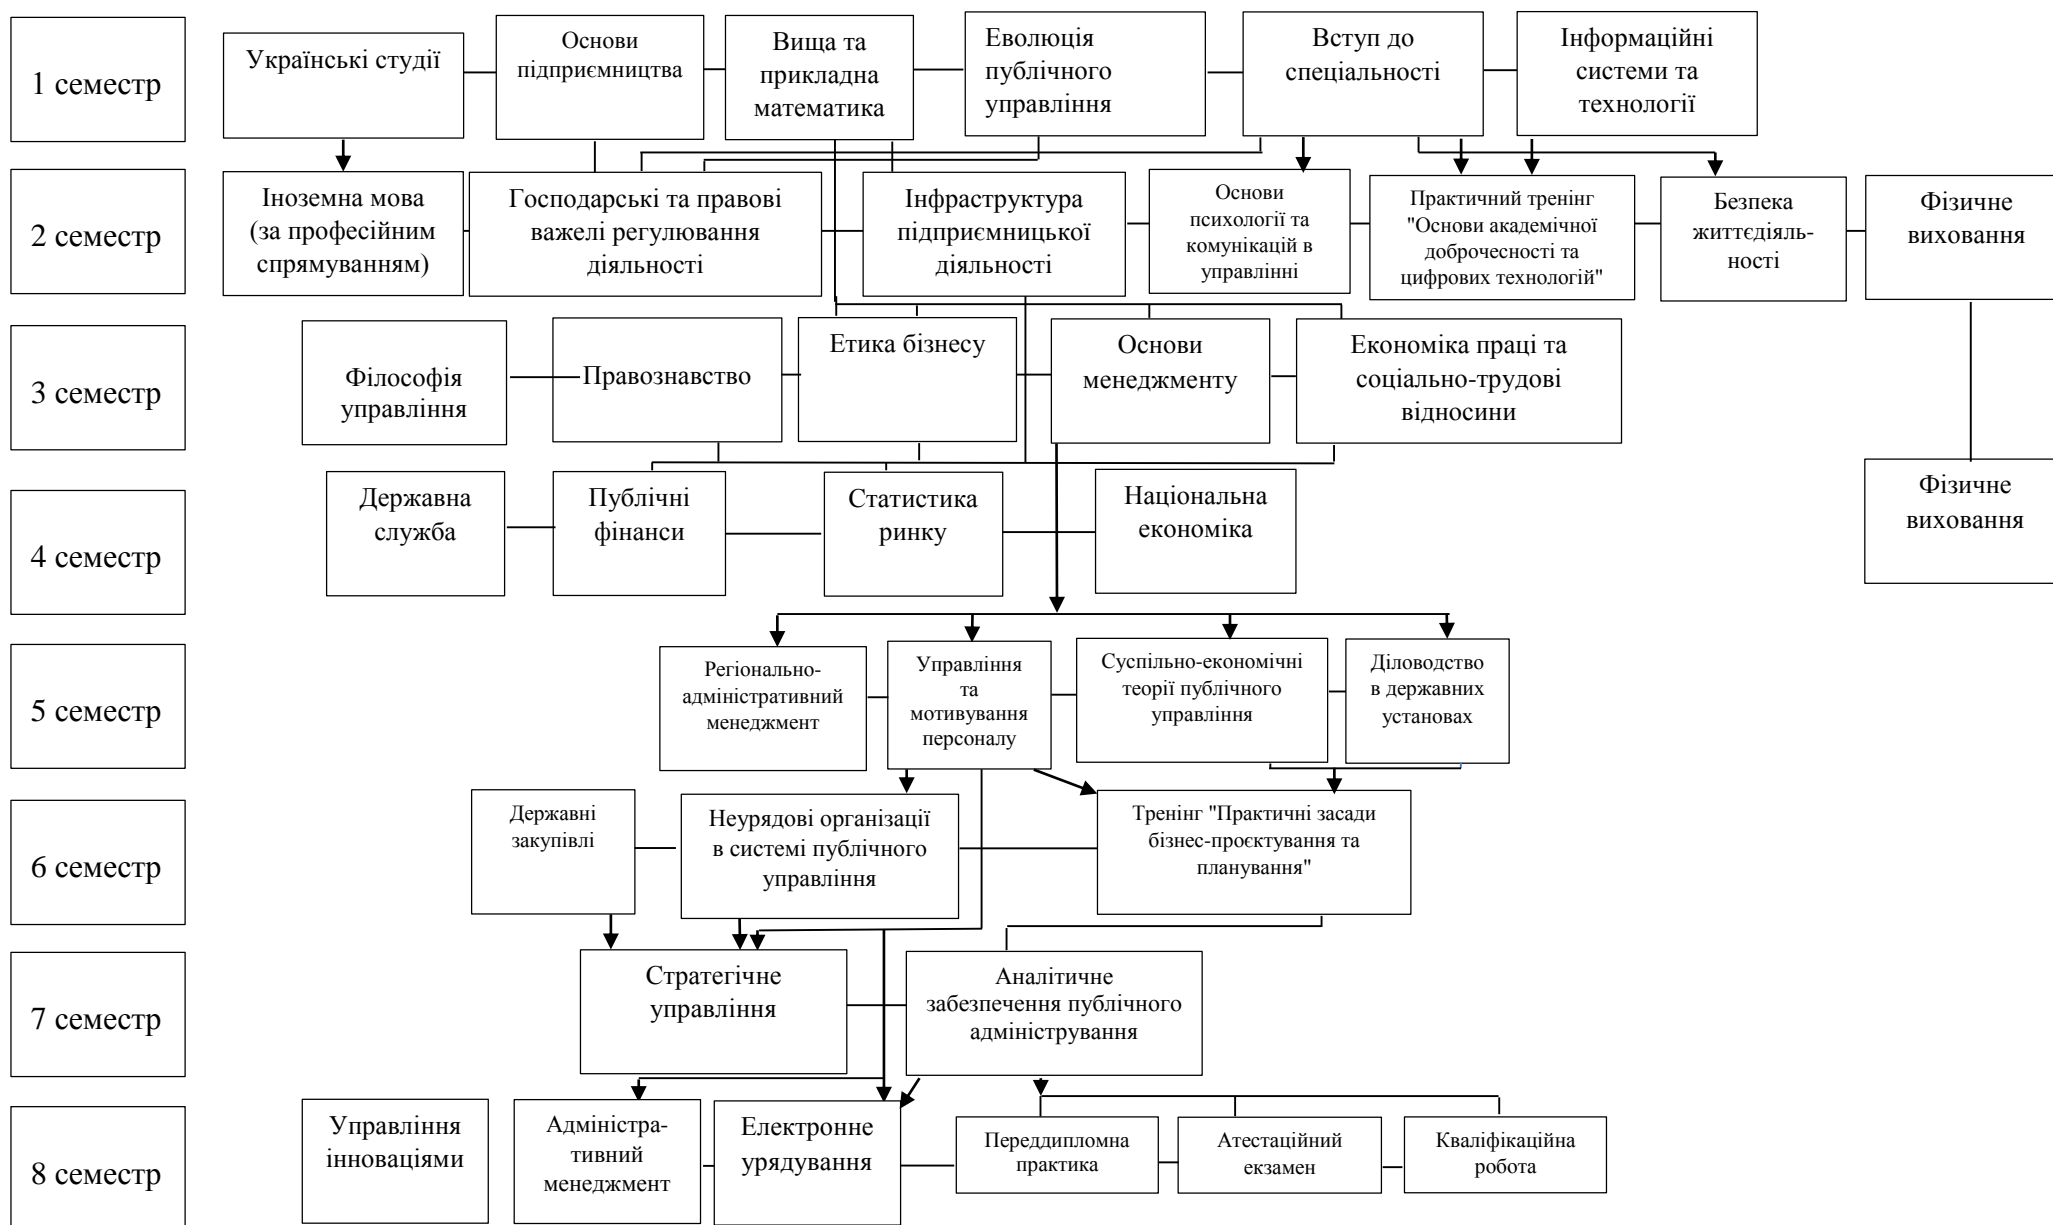 1 семестр
Українські студії
Основи
підприємництва
Вища та
прикладна
математика
Еволюція
публічного
управління
Вступ до
спеціальності
Інформаційні
системи та
технології
2 семестр
Іноземна мова
(за професійним
спрямуванням)
Господарські та правові
важелі регулювання
діяльності
Інфраструктура
підприємницької
діяльності
Основи
психології та
комунікацій в
управлінні
Практичний тренінг
"Основи академічної
доброчесності та
цифрових технологій"
Безпека
життєдіяль-
ності
Фізичне
виховання
3 семестр
Філософія
управління
Правознавство
Етика бізнесу
Основи
менеджменту
Економіка праці та
соціально-трудові
відносини
4 семестр
Державна
служба
Публічні
фінанси
Статистика
ринку
Національна
економіка
Фізичне
виховання
5 семестр
Регіонально-
адміністративний
менеджмент
Управління
та
мотивування
персоналу
Суспільно-економічні
теорії публічного
управління
Діловодство
в державних
установах
6 семестр
Державні
закупівлі
Неурядові організації
в системі публічного
управління
Тренінг "Практичні засади
бізнес-проєктування та
планування"
7 семестр
Стратегічне
управління
Аналітичне
забезпечення публічного
адміністрування
8 семестр
Управління
інноваціями
Адміністра-
тивний
менеджмент
Електронне
урядування
Переддипломна
практика
Атестаційний
екзамен
Кваліфікаційна
робота